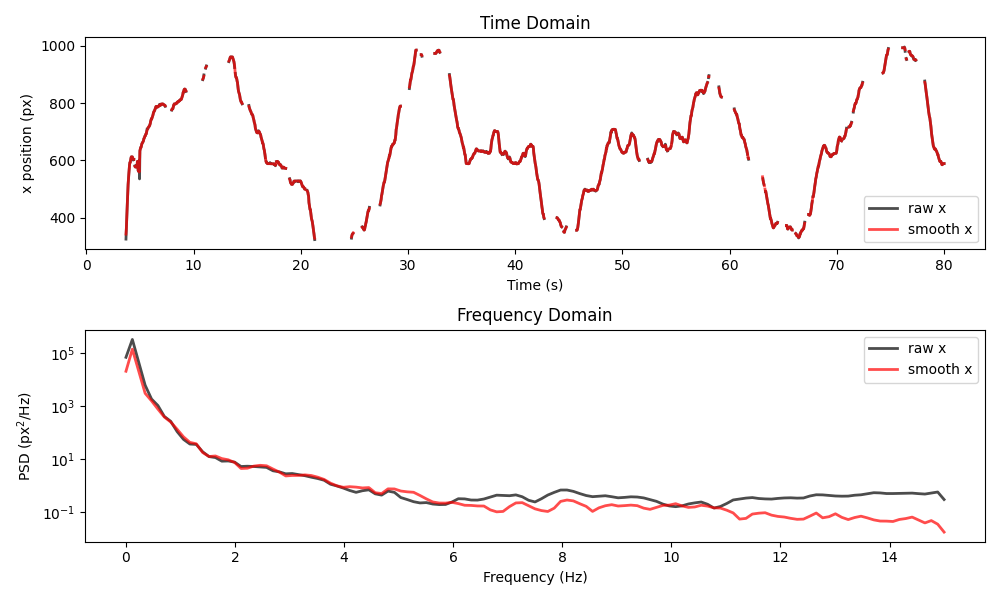 Time Domain
1000
800
600
400
x position (px)
raw x
smooth x
0 10 20 30 40 50 60 70 80
Time (s)
Frequency Domain
10^5
10^3
10^1
10^−1
PSD (px^2/Hz)
raw x
smooth x
0 2 4 6 8 10 12 14
Frequency (Hz)